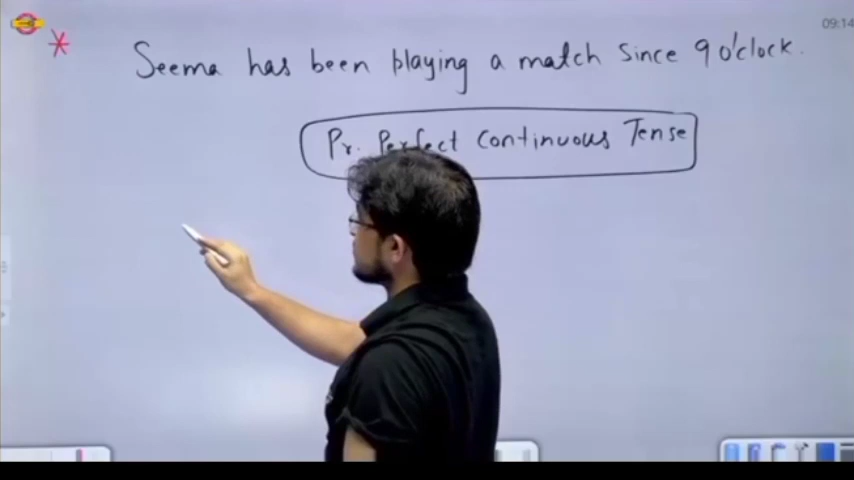 09:14
* Seema has been playing a match since 9 o'clock.
Pr. Perfect Continuous Tense